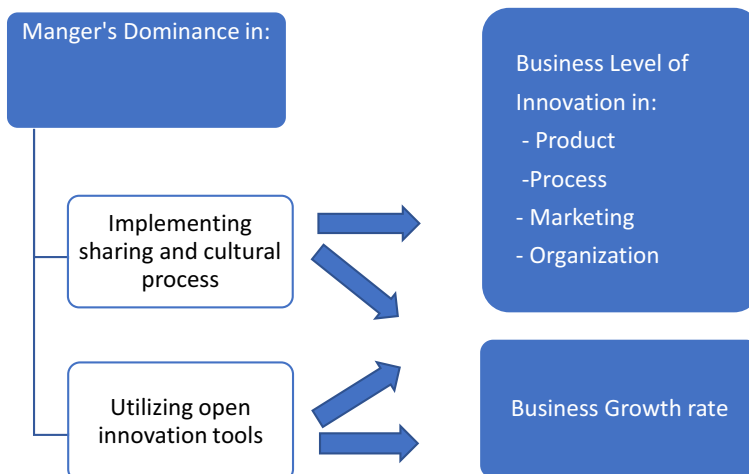 Manger's Dominance in:
Business Level of
Innovation in:
- Product
-Process
- Marketing
- Organization
Implementing
sharing and cultural
process
Utilizing open
innovation tools
Business Growth rate